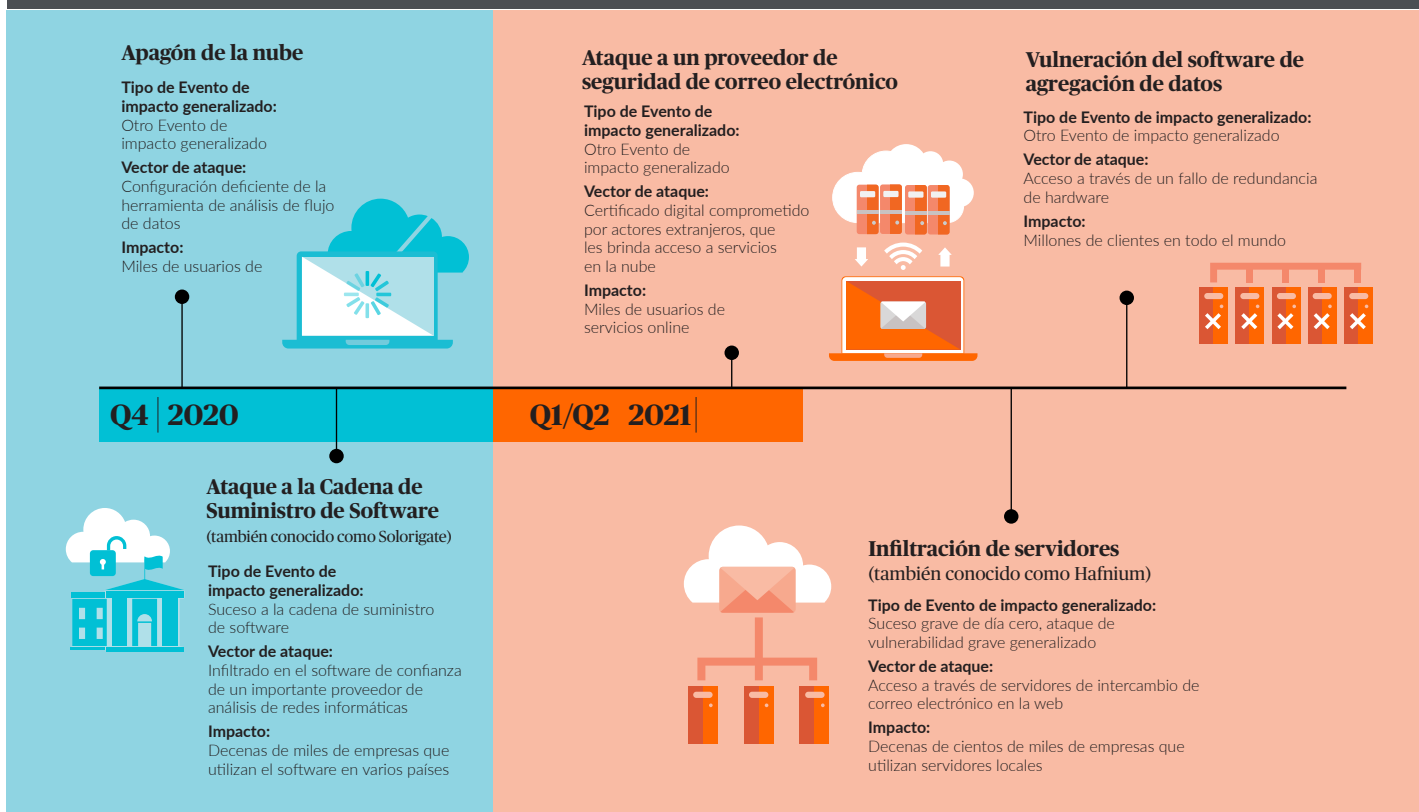 Apagón de la nube
Tipo de Evento de
impacto generalizado:
Otro Evento de
impacto generalizado
Vector de ataque:
Configuración deficiente de la
herramienta de análisis de flujo
de datos
Impacto:
Miles de usuarios de
Ataque a un proveedor de
seguridad de correo electrónico
Tipo de Evento de
impacto generalizado:
Otro Evento de
impacto generalizado
Vector de ataque:
Certificado digital comprometido
por actores extranjeros, que
les brinda acceso a servicios
en la nube
Impacto:
Miles de usuarios de
servicios online
Vulneración del software de
agregación de datos
Tipo de Evento de impacto generalizado:
Otro Evento de impacto generalizado
Vector de ataque:
Acceso a través de un fallo de redundancia
de hardware
Impacto:
Millones de clientes en todo el mundo
Q4 | 2020
Q1/Q2 2021|
Ataque a la Cadena de
Suministro de Software
(también conocido como Solorigate)
Tipo de Evento de
impacto generalizado:
Suceso a la cadena de suministro
de software
Vector de ataque:
Infiltrado en el software de confianza
de un importante proveedor de
análisis de redes informáticas
Impacto:
Decenas de miles de empresas que
utilizan el software en varios países
Infiltración de servidores
(también conocido como Hafnium)
Tipo de Evento de impacto generalizado:
Suceso grave de día cero, ataque de
vulnerabilidad grave generalizado
Vector de ataque:
Acceso a través de servidores de intercambio de
correo electrónico en la web
Impacto:
Decenas de cientos de miles de empresas que
utilizan servidores locales